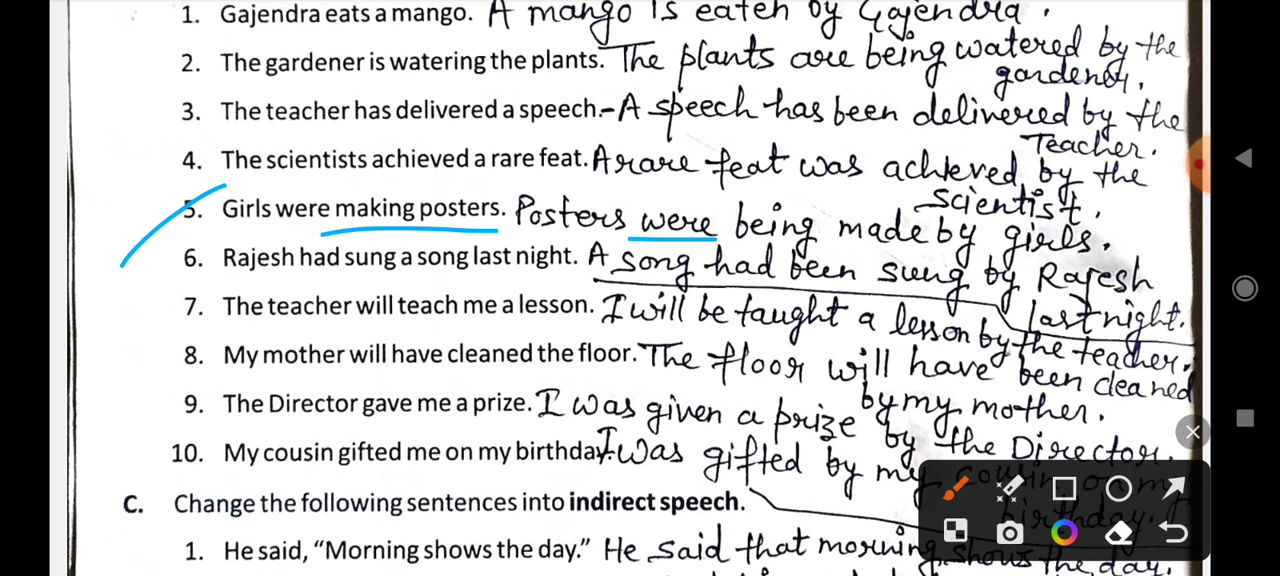 1. Gajendra eats a mango. A mango is eaten by Gajendra.
2. The gardener is watering the plants. The plants are being watered by the
gardener.
3. The teacher has delivered a speech.- A speech has been delivered by the
Teacher.
4. The scientists achieved a rare feat. A rare feat was achieved by the
Scientist.
5. Girls were making posters. Posters were being made by girls.
6. Rajesh had sung a song last night. A song had been sung by Rajesh
last night.
7. The teacher will teach me a lesson. I will be taught a lesson by the teacher.
8. My mother will have cleaned the floor. The floor will have been cleaned
by my mother.
9. The Director gave me a prize. I was given a prize by the Director.
10. My cousin gifted me on my birthday. I was gifted by my cousin on my
birthday.
C. Change the following sentences into indirect speech.
1. He said, “Morning shows the day.” He said that morning shows the day.